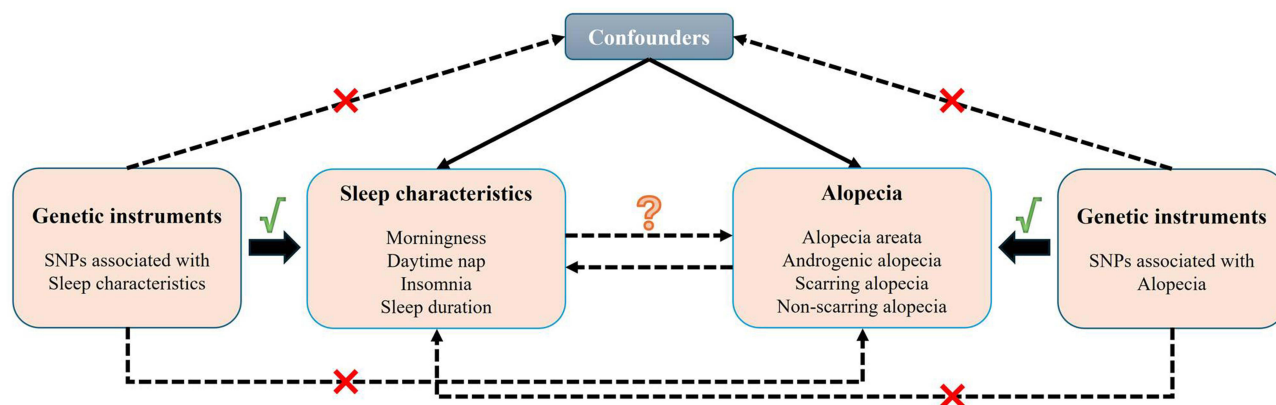 Confounders
Genetic instruments
SNPs associated with
Sleep characteristics
√
Sleep characteristics
Morningness
Daytime nap
Insomnia
Sleep duration
?
Alopecia
Alopecia areata
Androgenic alopecia
Scarring alopecia
Non-scarring alopecia
√
Genetic instruments
SNPs associated with
Alopecia